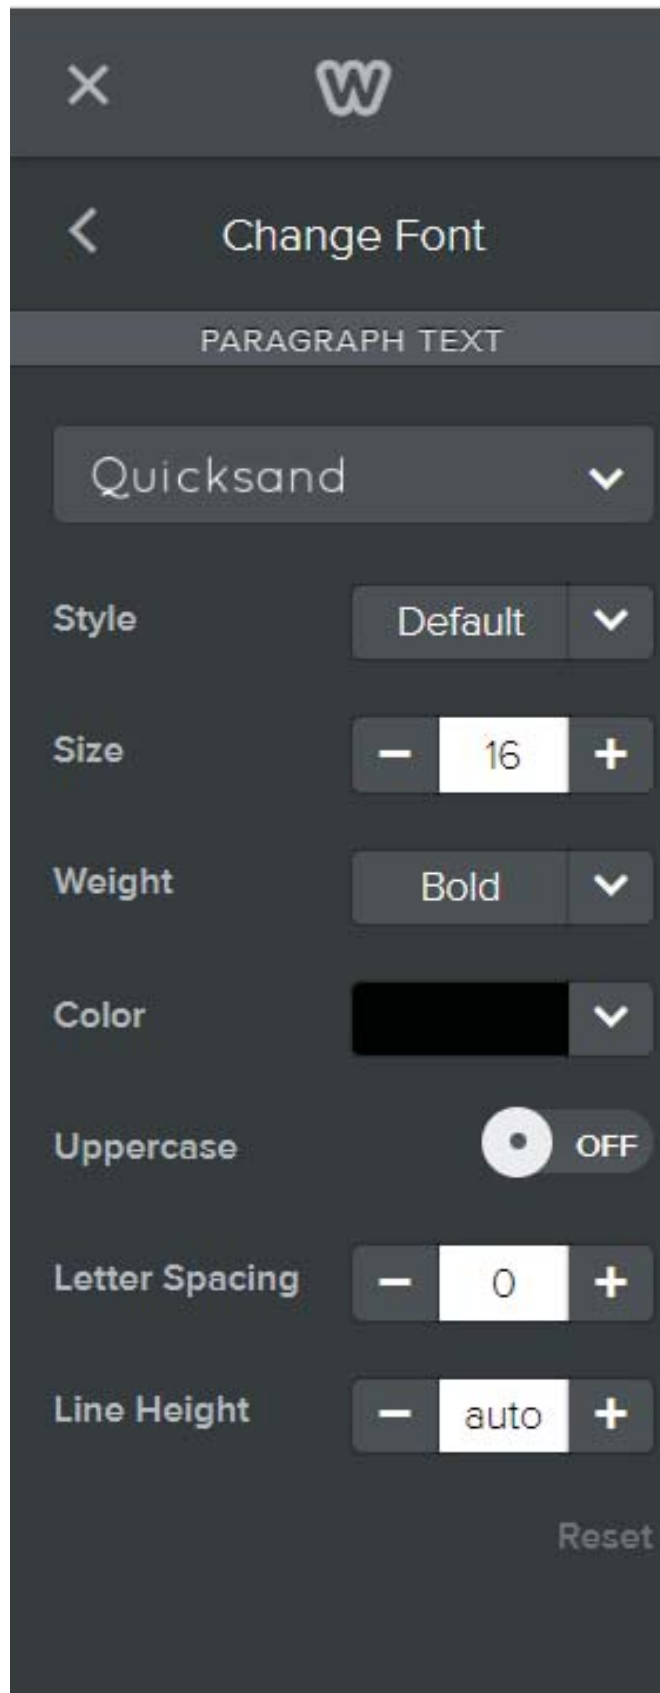 W
Change Font
PARAGRAPH TEXT
Quicksand
Style Default
Size − 16 +
Weight Bold
Color
Uppercase OFF
Letter Spacing − 0 +
Line Height − auto +
Reset